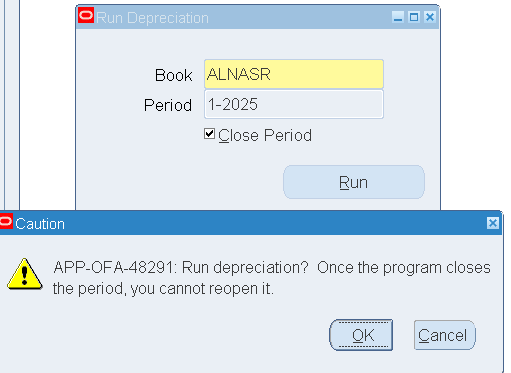 Run Depreciation
Book ALNASR
Period 1-2025
Close Period
Run
Caution
APP-OFA-48291: Run depreciation? Once the program closes
the period, you cannot reopen it.
OK Cancel